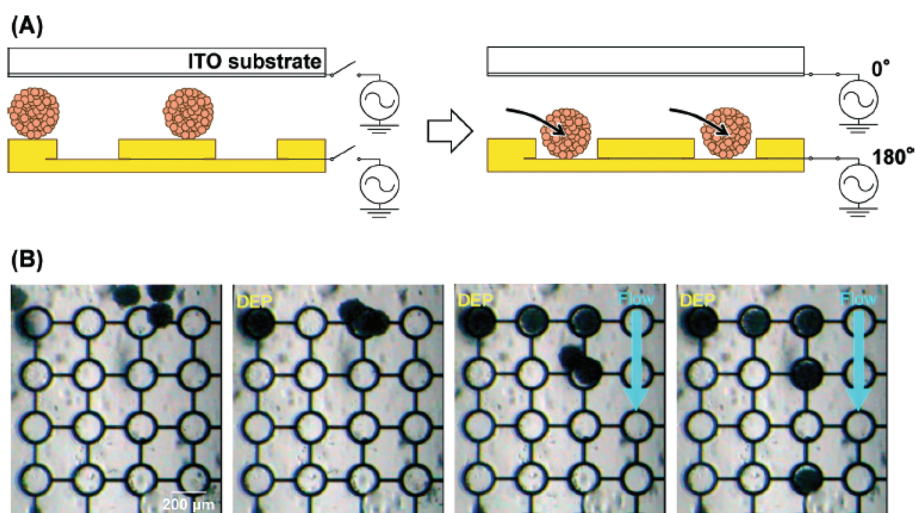 (A)
ITO substrate
0°
180°
(B)
DEP
DEP
Flow
DEP
Flow
200 µm